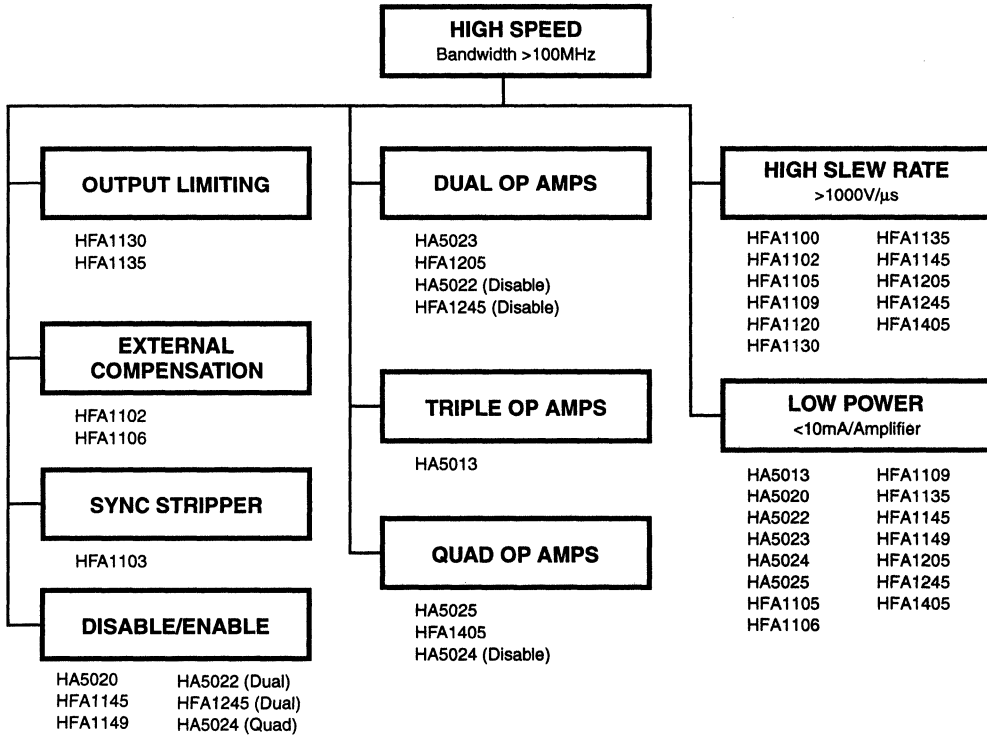 HIGH SPEED
Bandwidth >100MHz
OUTPUT LIMITING
HFA1130
HFA1135
EXTERNAL
COMPENSATION
HFA1102
HFA1106
SYNC STRIPPER
HFA1103
DISABLE/ENABLE
HA5020 HA5022 (Dual)
HFA1145 HFA1245 (Dual)
HFA1149 HA5024 (Quad)
DUAL OP AMPS
HA5023
HFA1205
HA5022 (Disable)
HFA1245 (Disable)
TRIPLE OP AMPS
HA5013
QUAD OP AMPS
HA5025
HFA1405
HA5024 (Disable)
HIGH SLEW RATE
>1000V/μs
HFA1100 HFA1135
HFA1102 HFA1145
HFA1105 HFA1205
HFA1109 HFA1245
HFA1120 HFA1405
HFA1130
LOW POWER
<10mA/Amplifier
HA5013 HFA1109
HA5020 HFA1135
HA5022 HFA1145
HA5023 HFA1149
HA5024 HFA1205
HA5025 HFA1245
HFA1105 HFA1405
HFA1106